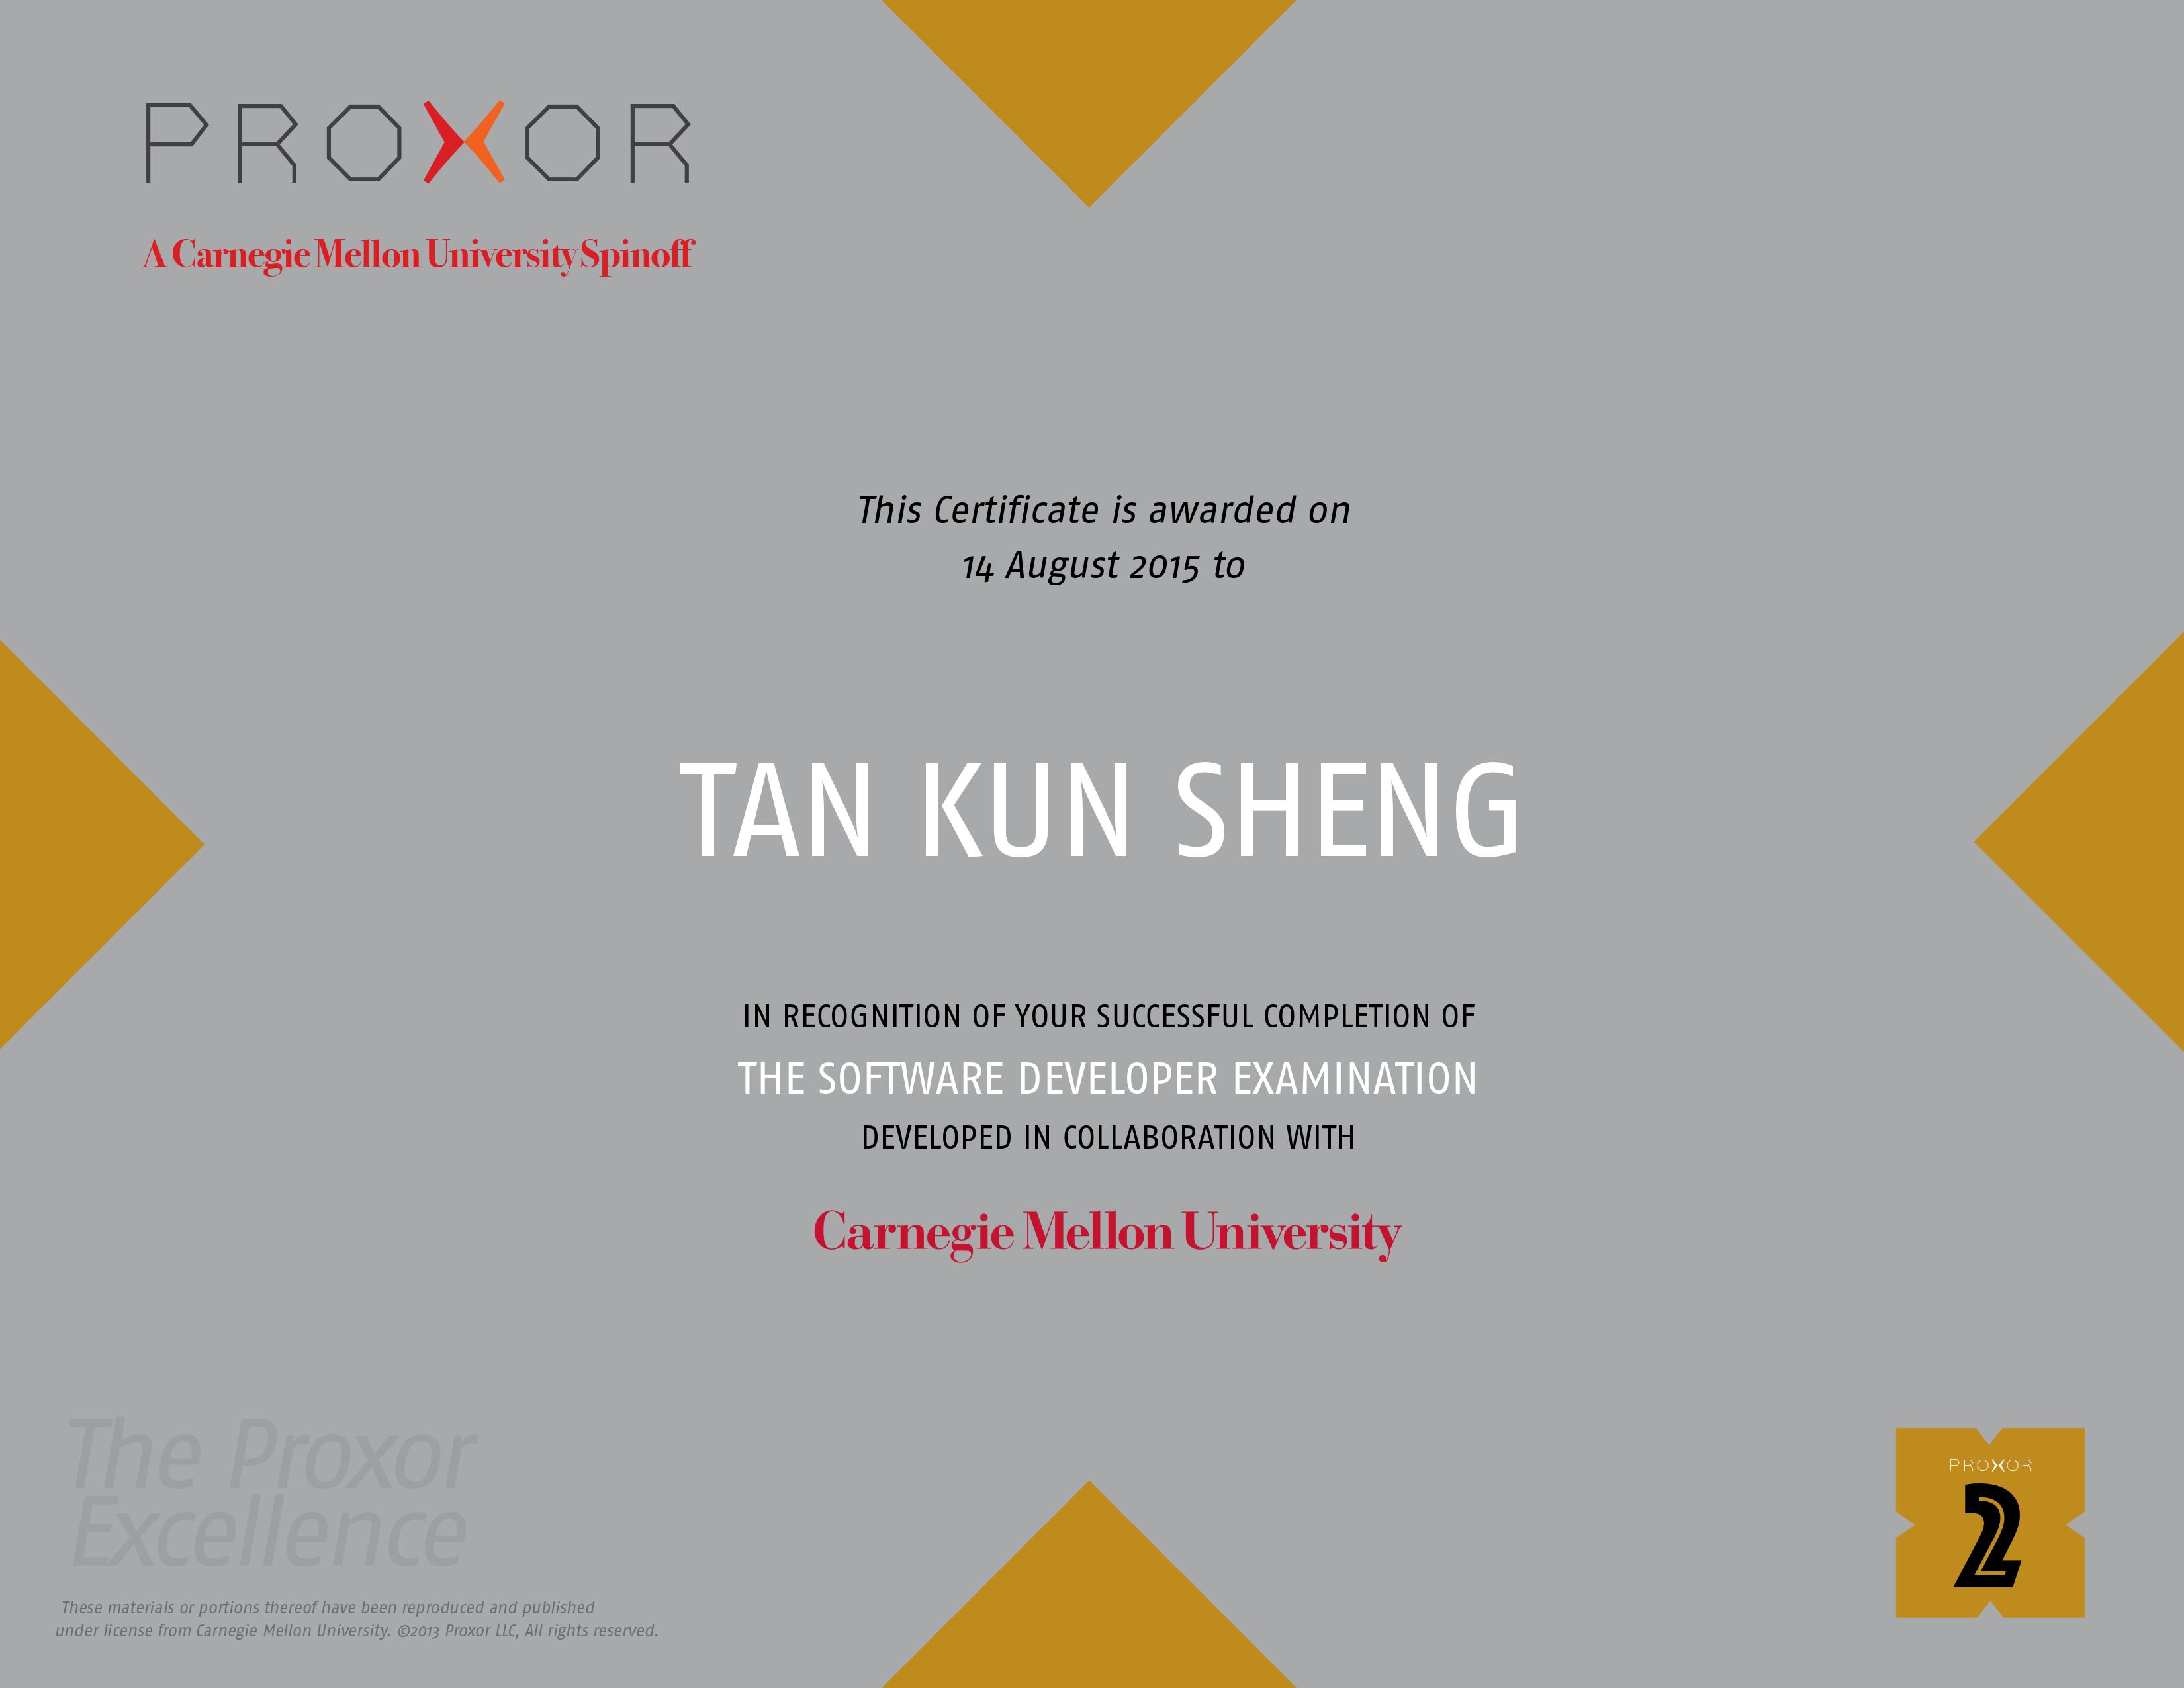 PROXOR
A Carnegie Mellon University Spinoff
This Certificate is awarded on
14 August 2015 to
TAN KUN SHENG
IN RECOGNITION OF YOUR SUCCESSFUL COMPLETION OF
THE SOFTWARE DEVELOPER EXAMINATION
DEVELOPED IN COLLABORATION WITH
Carnegie Mellon University
The Proxor
Excellence
These materials or portions thereof have been reproduced and published
under license from Carnegie Mellon University. ©2013 Proxor LLC, All rights reserved.
PROXOR
2